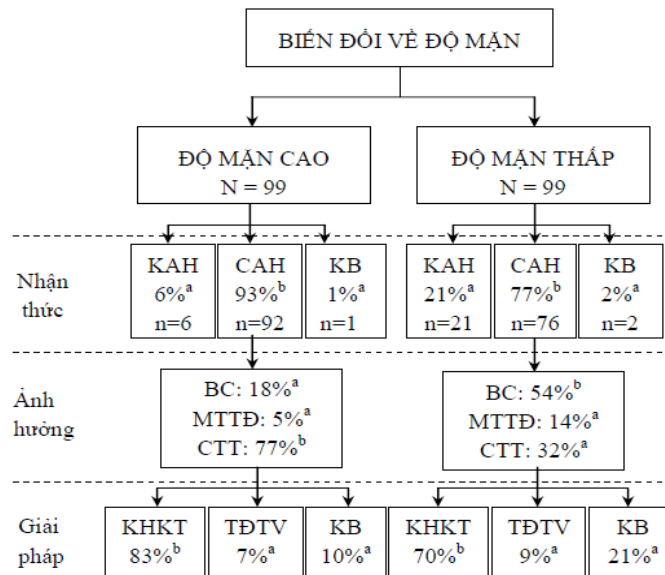 BIẾN ĐỔI VỀ ĐỘ MẶN
ĐỘ MẶN CAO
N = 99
ĐỘ MẶN THẤP
N = 99
Nhận
thức
KAH
6%ᵃ
n=6
CAH
93%ᵇ
n=92
KB
1%ᵃ
n=1
KAH
21%ᵃ
n=21
CAH
77%ᵇ
n=76
KB
2%ᵃ
n=2
Ảnh
hưởng
BC: 18%ᵃ
MTTĐ: 5%ᵃ
CTT: 77%ᵇ
BC: 54%ᵇ
MTTĐ: 14%ᵃ
CTT: 32%ᵃ
Giải
pháp
KHKT
83%ᵇ
TĐTV
7%ᵃ
KB
10%ᵃ
KHKT
70%ᵇ
TĐTV
9%ᵃ
KB
21%ᵃ